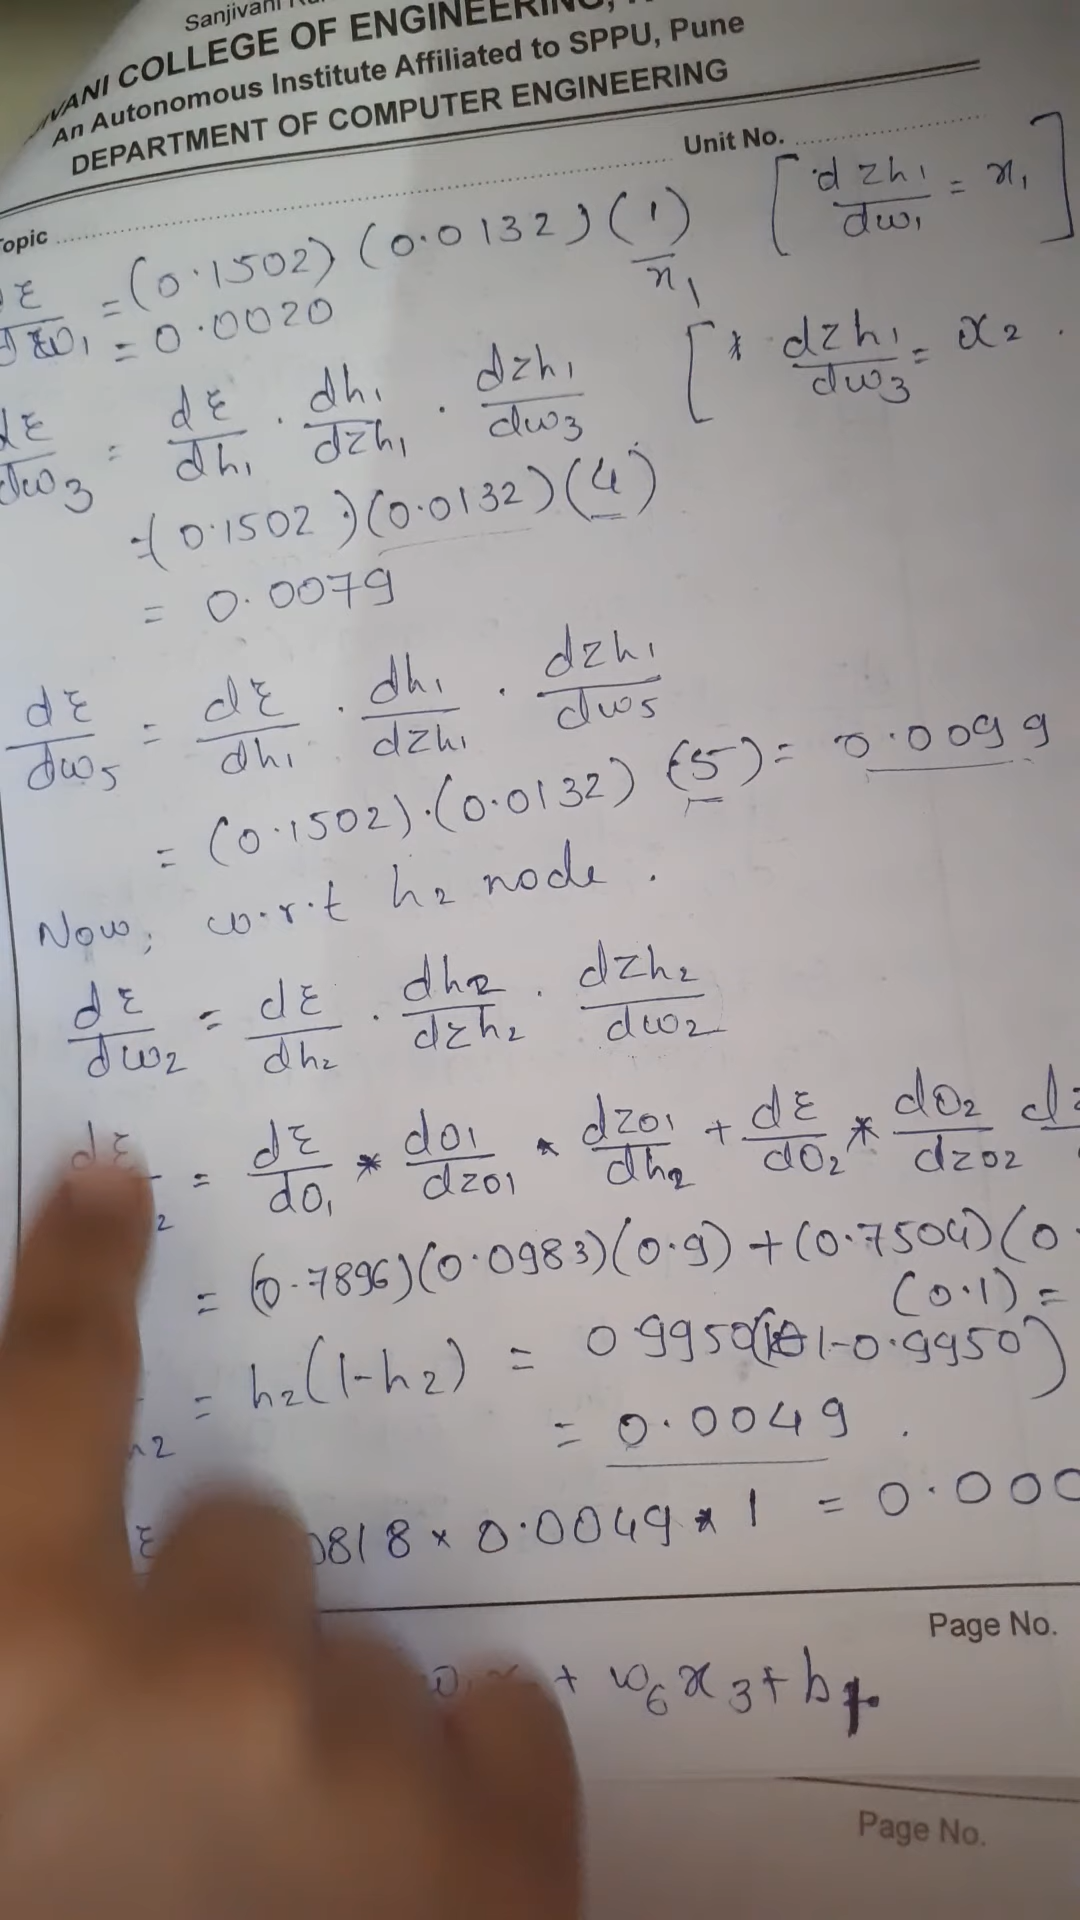 Sanjivani
COLLEGE OF ENGINEERING,
An Autonomous Institute Affiliated to SPPU, Pune
DEPARTMENT OF COMPUTER ENGINEERING
Unit No.
= (0.1502) (0.0132) (1) [dzh1/dw1 = x1]
x1
= 0.0020
dE/dw3 = dE/dh1 . dh1/dzh1 . dzh1/dw3 [* dzh1/dw3 = x2
= (0.1502) (0.0132) (4)
= 0.0079
dE/dw5 = dE/dh1 . dh1/dzh1 . dzh1/dw5
= (0.1502).(0.0132) (5) = 0.0099
Now, w.r.t h2 node.
dE/dw2 = dE/dh2 . dh2/dzh2 . dzh2/dw2
dE = dE/do1 * do1/dzo1 * dzo1/dh2 + dE/do2 * do2/dzo2
2
= (0.7896)(0.0983)(0.9) + (0.7504)(0
(0.1) =
= h2(1-h2) = 0.9950(1-0.9950)
= 0.0049.
818 x 0.0049 * 1 = 0.000
Page No.
+ w6x3 + b1.
Page No.